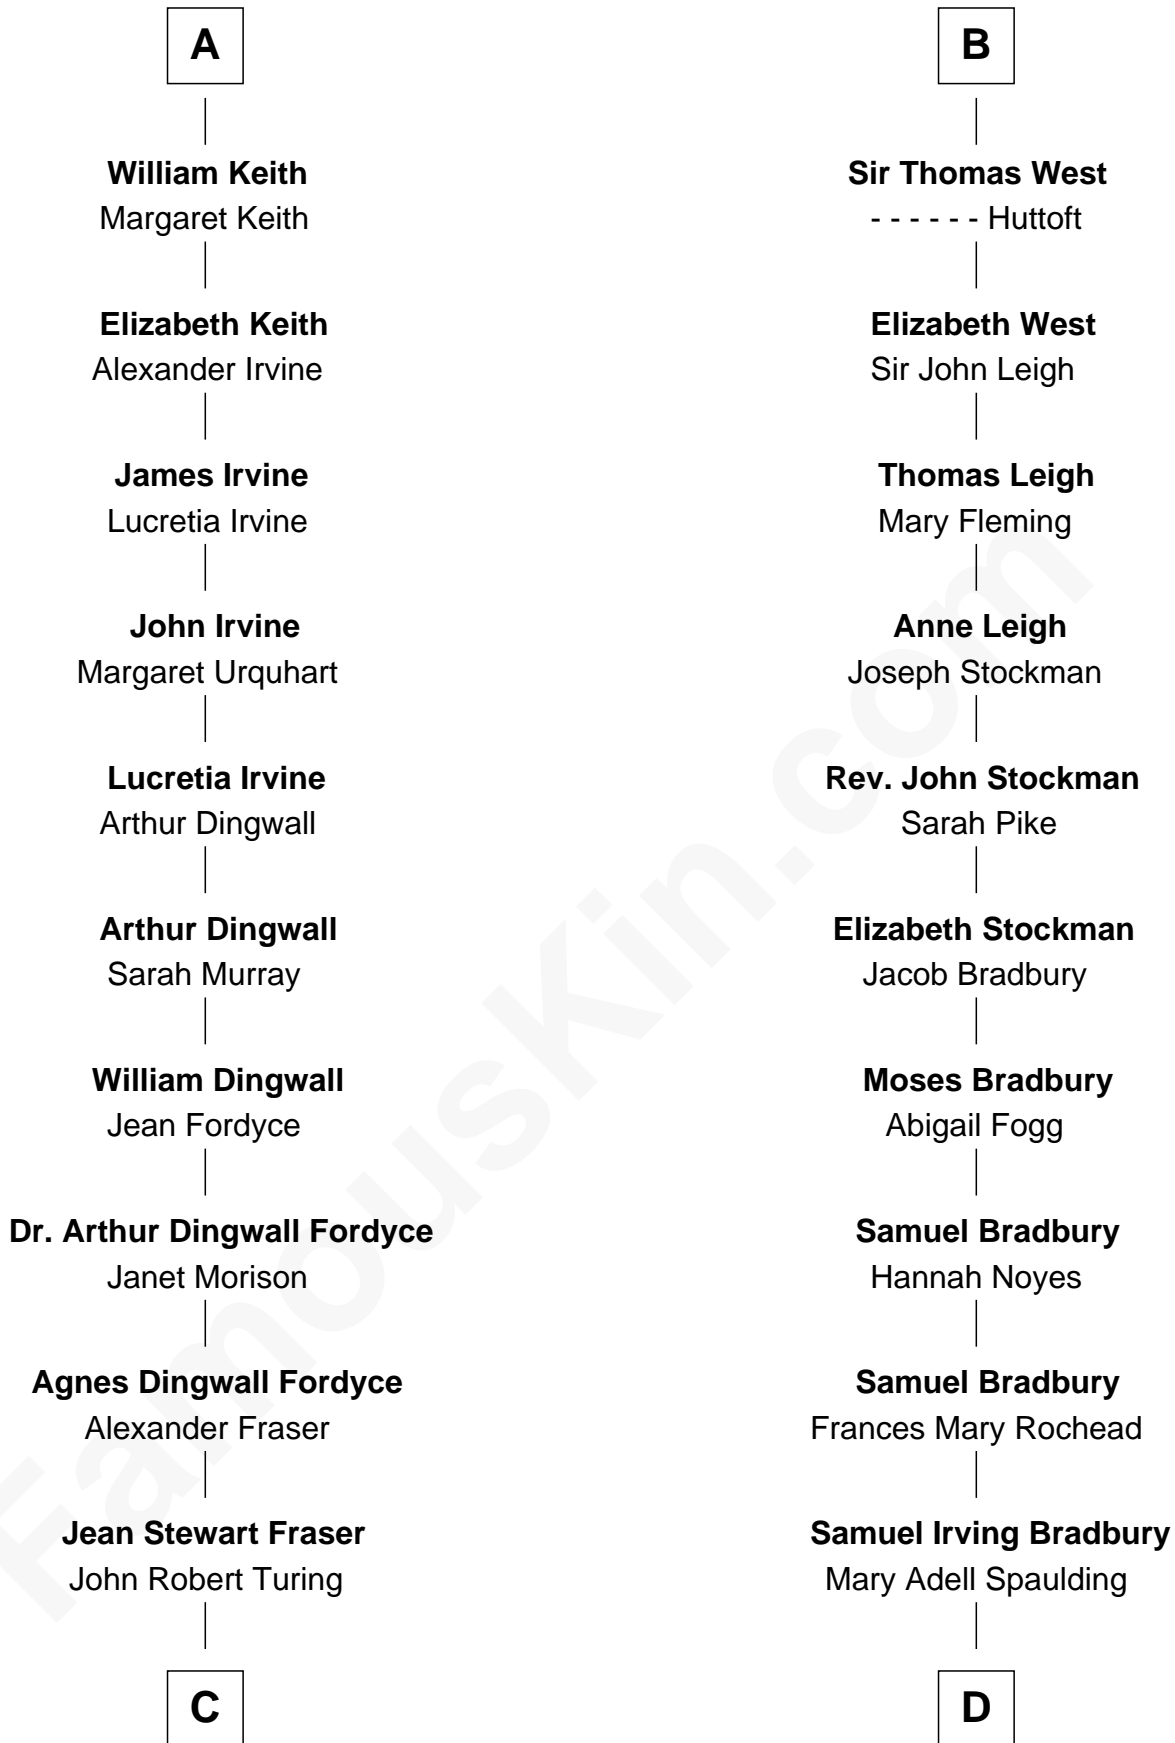 A
William Keith
Margaret Keith
Elizabeth Keith
Alexander Irvine
James Irvine
Lucretia Irvine
John Irvine
Margaret Urquhart
Lucretia Irvine
Arthur Dingwall
Arthur Dingwall
Sarah Murray
William Dingwall
Jean Fordyce
Dr. Arthur Dingwall Fordyce
Janet Morison
Agnes Dingwall Fordyce
Alexander Fraser
Jean Stewart Fraser
John Robert Turing
C
B
Sir Thomas West
- - - - - - Huttoft
Elizabeth West
Sir John Leigh
Thomas Leigh
Mary Fleming
Anne Leigh
Joseph Stockman
Rev. John Stockman
Sarah Pike
Elizabeth Stockman
Jacob Bradbury
Moses Bradbury
Abigail Fogg
Samuel Bradbury
Hannah Noyes
Samuel Bradbury
Frances Mary Rochead
Samuel Irving Bradbury
Mary Adell Spaulding
D
FamousKin.com